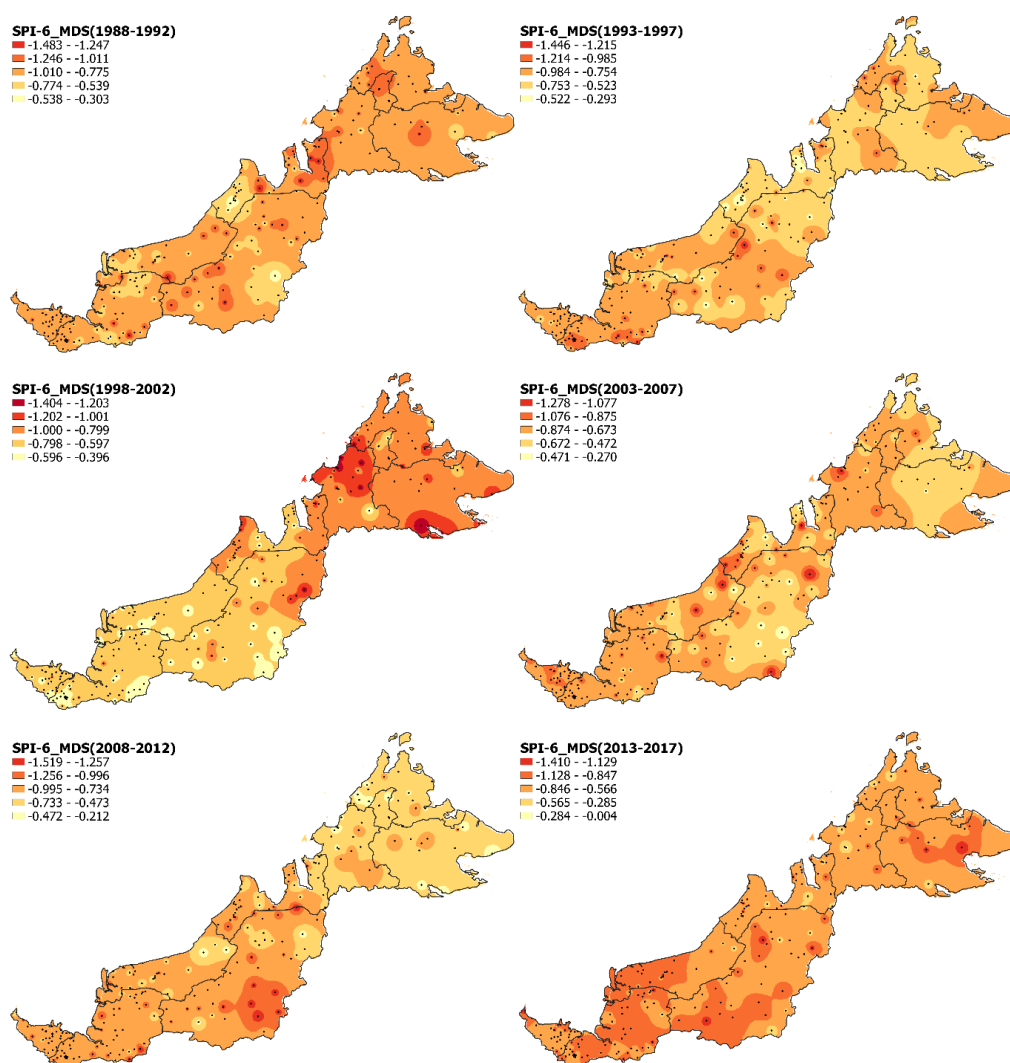 SPI-6_MDS(1988-1992)
-1.483 - -1.247
-1.246 - -1.011
-1.010 - -0.775
-0.774 - -0.539
-0.538 - -0.303
SPI-6_MDS(1993-1997)
-1.446 - -1.215
-1.214 - -0.985
-0.984 - -0.754
-0.753 - -0.523
-0.522 - -0.293
SPI-6_MDS(1998-2002)
-1.404 - -1.203
-1.202 - -1.001
-1.000 - -0.799
-0.798 - -0.597
-0.596 - -0.396
SPI-6_MDS(2003-2007)
-1.278 - -1.077
-1.076 - -0.875
-0.874 - -0.673
-0.672 - -0.472
-0.471 - -0.270
SPI-6_MDS(2008-2012)
-1.519 - -1.257
-1.256 - -0.996
-0.995 - -0.734
-0.733 - -0.473
-0.472 - -0.212
SPI-6_MDS(2013-2017)
-1.410 - -1.129
-1.128 - -0.847
-0.846 - -0.566
-0.565 - -0.285
-0.284 - -0.004